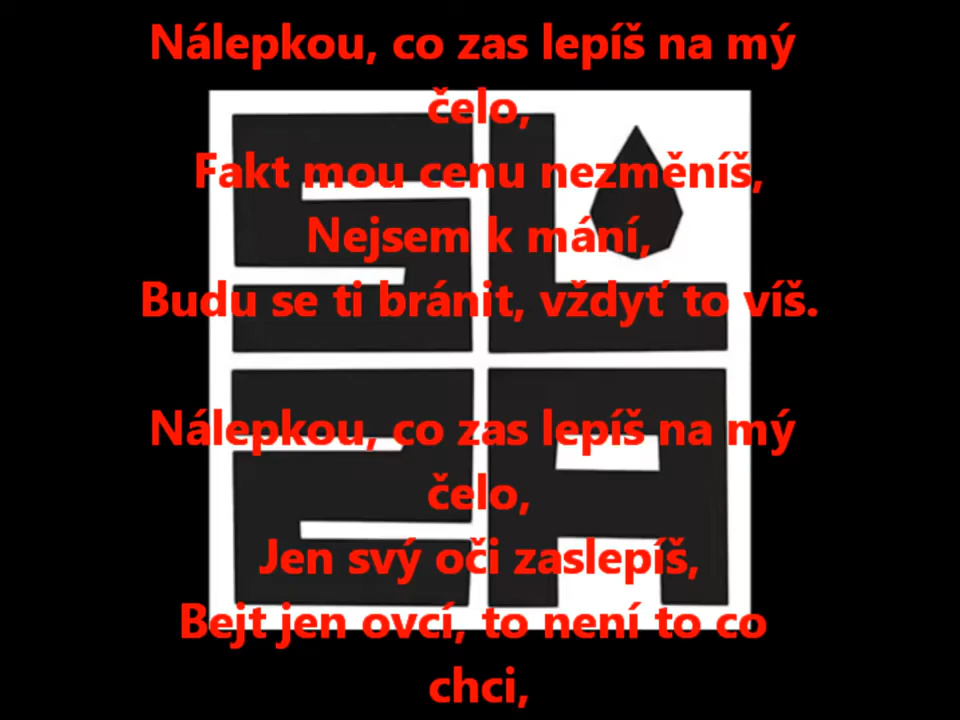 Nálepkou, co zas lepíš na mý
čelo,
Fakt mou cenu nezměníš,
Nejsem k mání,
Budu se ti bránit, vždyť to víš.
Nálepkou, co zas lepíš na mý
čelo,
Jen svý oči zaslepíš,
Bejt jen ovcí, to není to co
chci,
SL
ZA